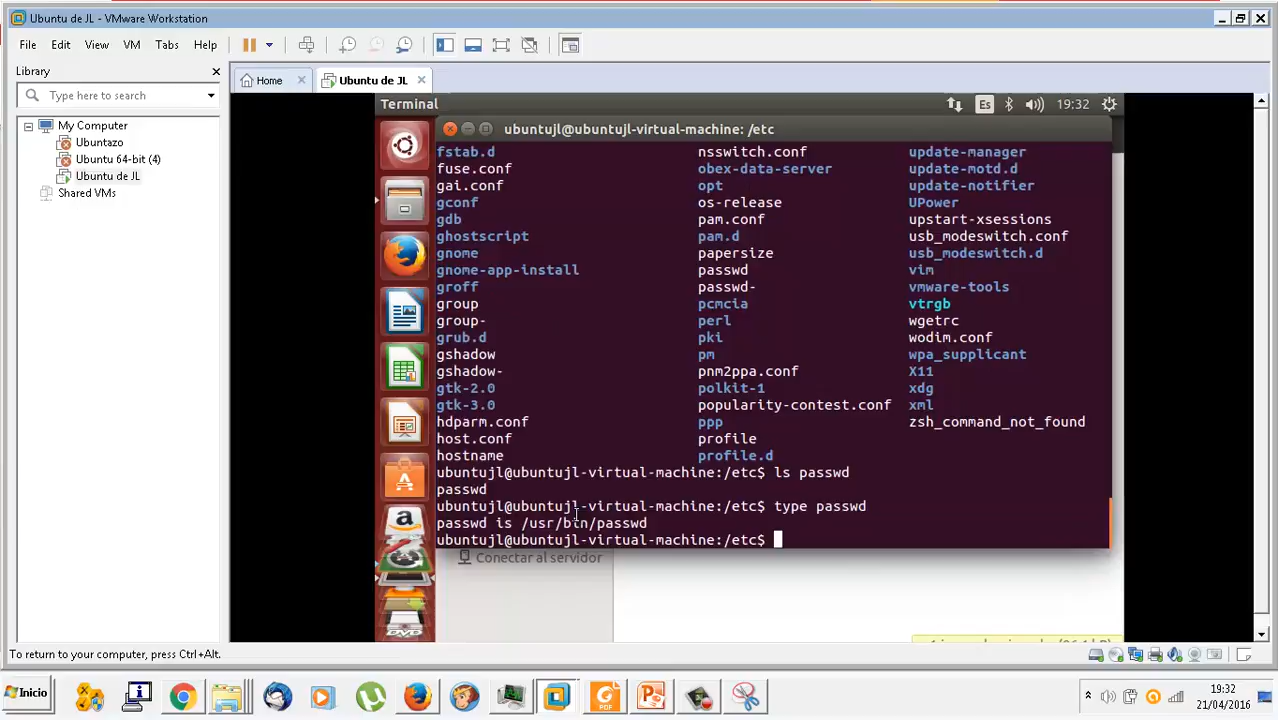 Ubuntu de JL - VMware Workstation
File Edit View VM Tabs Help
Library
Type here to search
My Computer
Ubuntazo
Ubuntu 64-bit (4)
Ubuntu de JL
Shared VMs
Home
Ubuntu de JL
Terminal
Es
19:32
ubuntujl@ubuntujl-virtual-machine: /etc
fstab.d nsswitch.conf update-manager
fuse.conf obex-data-server update-motd.d
gai.conf opt update-notifier
gconf os-release UPower
gdb pam.conf upstart-xsessions
ghostscript pam.d usb_modeswitch.conf
gnome papersize usb_modeswitch.d
gnome-app-install passwd vim
groff passwd- vmware-tools
group pcmcia vtrgb
group- perl wgetrc
grub.d pki wodim.conf
gshadow pm wpa_supplicant
gshadow- pnm2ppa.conf X11
gtk-2.0 polkit-1 xdg
gtk-3.0 popularity-contest.conf xml
hdparm.conf ppp zsh_command_not_found
host.conf profile
hostname profile.d
ubuntujl@ubuntujl-virtual-machine:/etc$ ls passwd
passwd
ubuntujl@ubuntujl-virtual-machine:/etc$ type passwd
passwd is /usr/bin/passwd
ubuntujl@ubuntujl-virtual-machine:/etc$
Conectar al servidor
To return to your computer, press Ctrl+Alt.
Inicio
PDF
19:32
21/04/2016